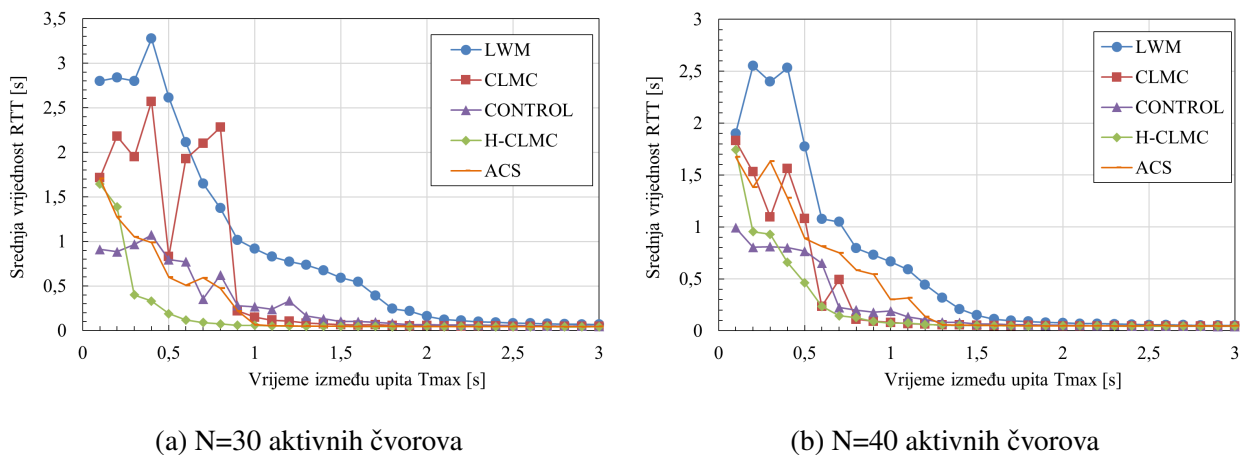 3,5
3
2,5
2
1,5
1
0,5
0
Srednja vrijednost RTT [s]
LWM
CLMC
CONTROL
H-CLMC
ACS
0 0,5 1 1,5 2 2,5 3
Vrijeme između upita Tmax [s]
(a) N=30 aktivnih čvorova
3
2,5
2
1,5
1
0,5
0
Srednja vrijednost RTT [s]
LWM
CLMC
CONTROL
H-CLMC
ACS
0 0,5 1 1,5 2 2,5 3
Vrijeme između upita Tmax [s]
(b) N=40 aktivnih čvorova